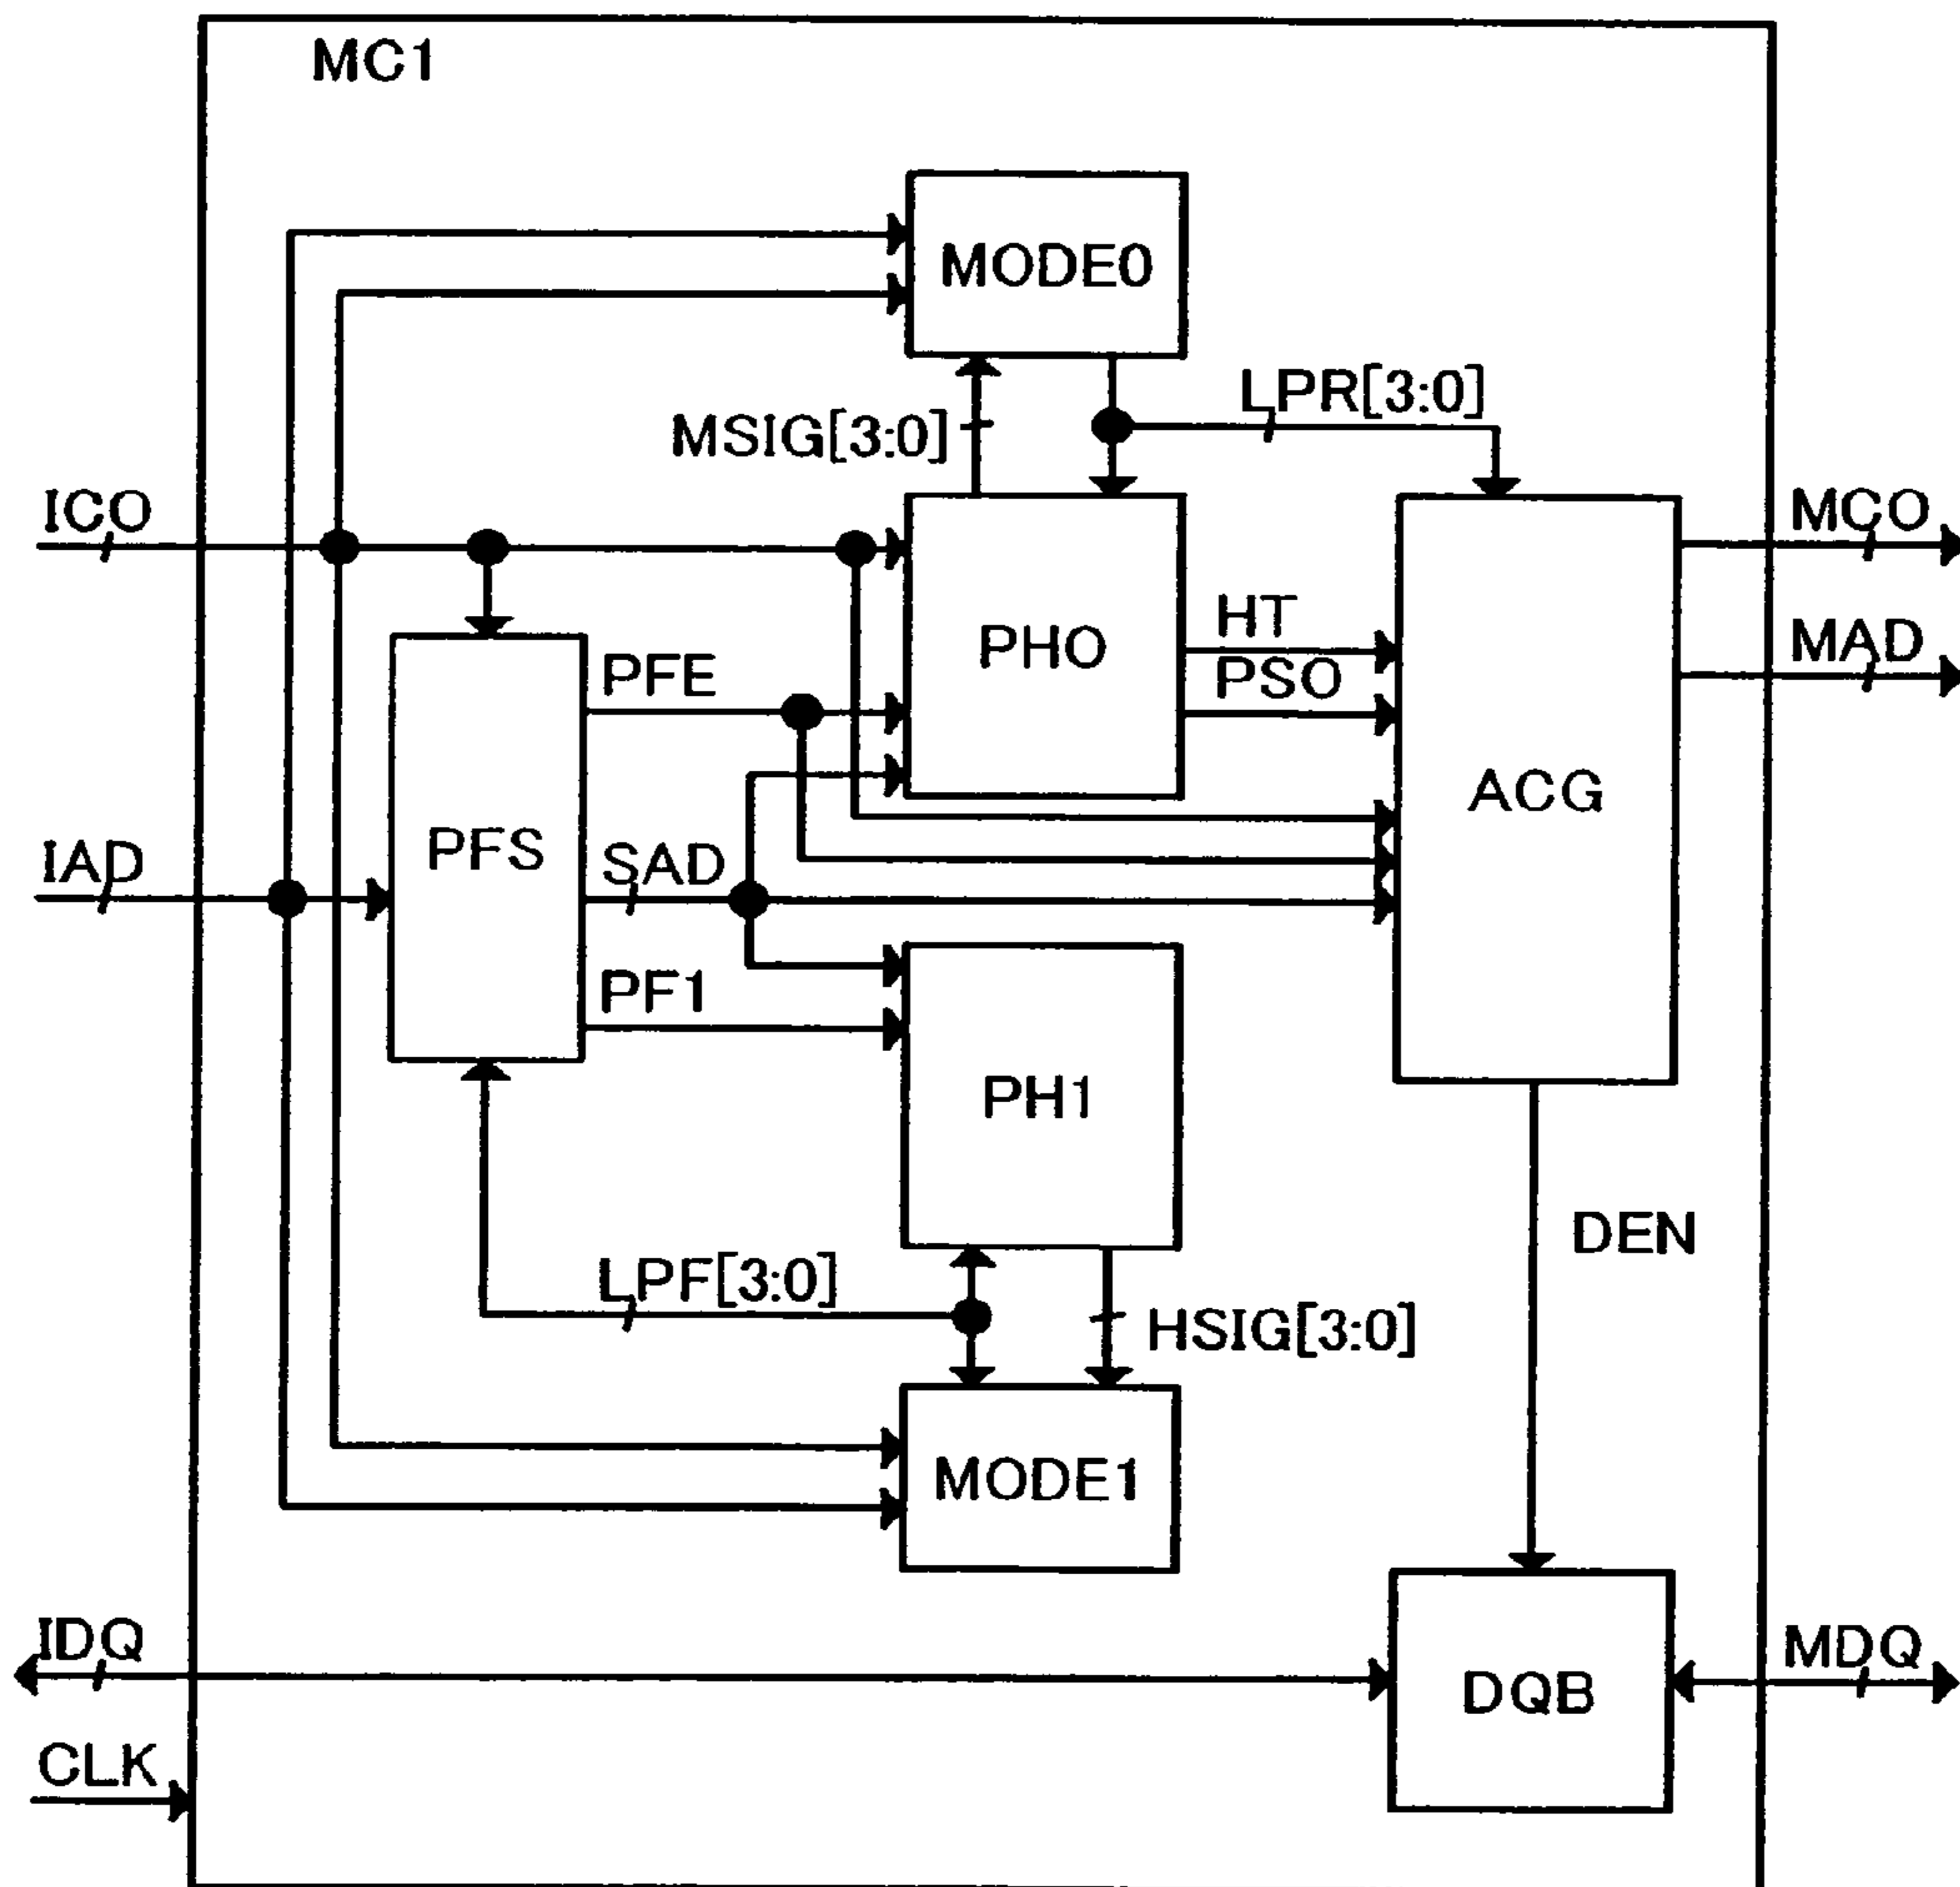 MC1
MODE0
LPR[3:0]
MSIG[3:0]
ICO
MCO
HT
PHO
MAD
PFE
PSO
ACG
PFS
IAD
SAD
PF1
PH1
DEN
LPF[3:0]
HSIG[3:0]
MODE1
IDQ
MDQ
DQB
CLK